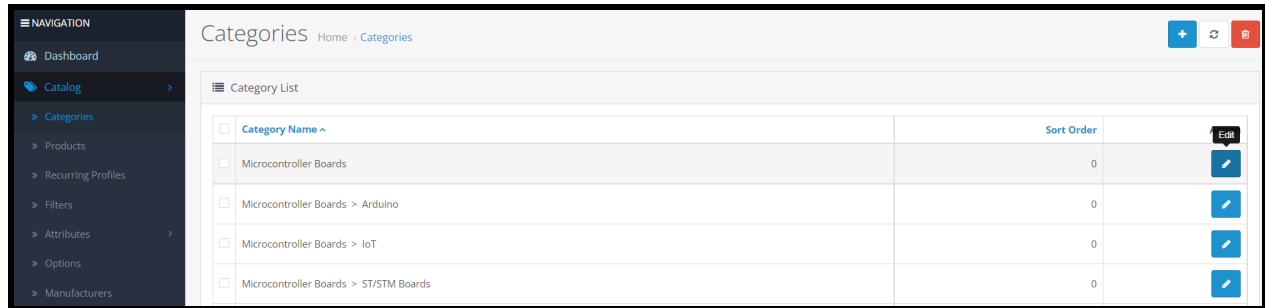 NAVIGATION
Dashboard
Catalog
Categories
Products
Recurring Profiles
Filters
Attributes
Options
Manufacturers
Categories Home › Categories
Category List
Category Name Sort Order
Edit
Microcontroller Boards 0
Microcontroller Boards > Arduino 0
Microcontroller Boards > IoT 0
Microcontroller Boards > ST/STM Boards 0